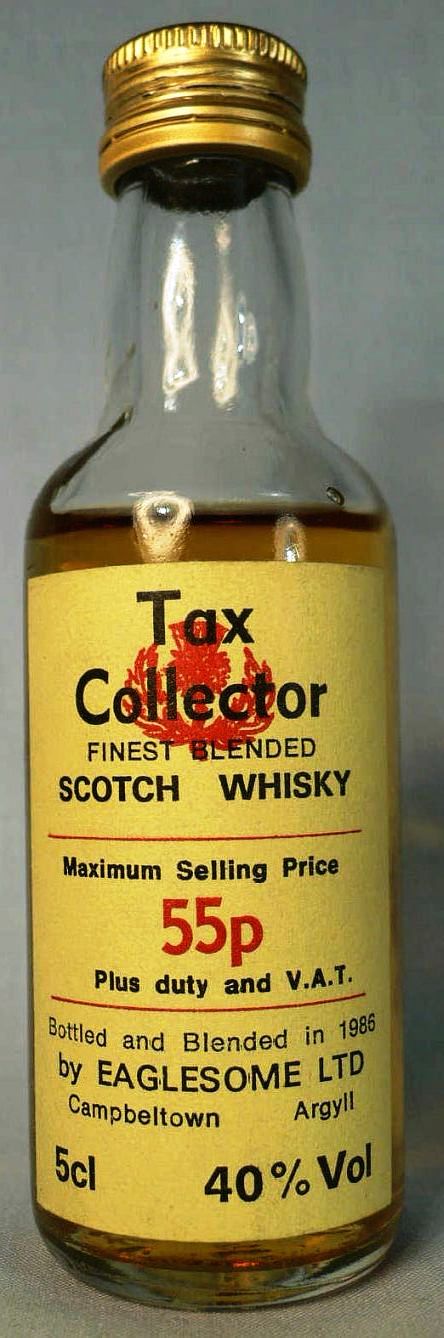 Tax
Collector
FINEST BLENDED
SCOTCH WHISKY
Maximum Selling Price
55p
Plus duty and V.A.T.
Bottled and Blended in 1986
by EAGLESOME LTD
Campbeltown Argyll
5cl 40% Vol